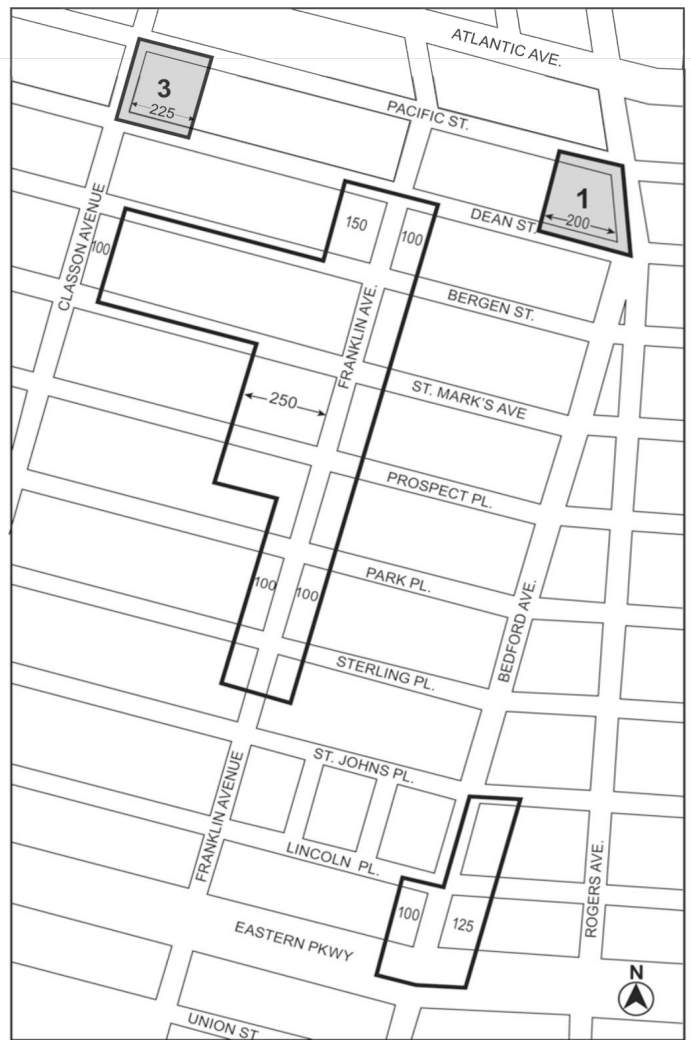 ATLANTIC AVE.
3
225
PACIFIC ST.
1
200
DEAN ST.
150
100
100
CLASSON AVENUE
BERGEN ST.
FRANKLIN AVE.
ST. MARK'S AVE
250
PROSPECT PL.
PARK PL.
100
100
BEDFORD AVE.
STERLING PL.
ST. JOHNS PL.
FRANKLIN AVENUE
LINCOLN PL.
ROGERS AVE.
100
125
EASTERN PKWY
N
UNION ST